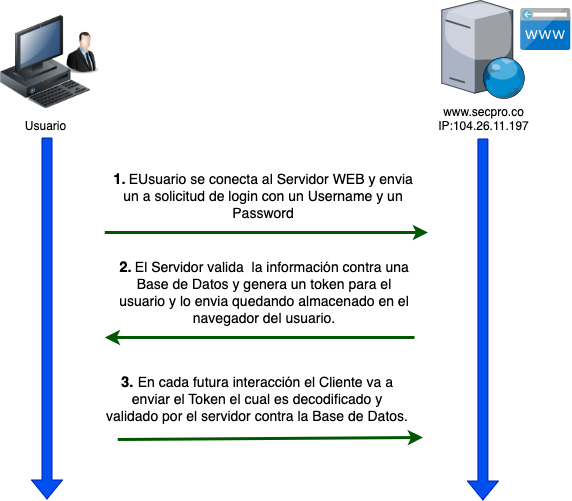 WWW
Usuario
www.secpro.co
IP:104.26.11.197
1. EUsuario se conecta al Servidor WEB y envia
un a solicitud de login con un Username y un
Password
2. El Servidor valida  la información contra una
Base de Datos y genera un token para el
usuario y lo envia quedando almacenado en el
navegador del usuario.
3. En cada futura interacción el Cliente va a
enviar el Token el cual es decodificado y
validado por el servidor contra la Base de Datos.